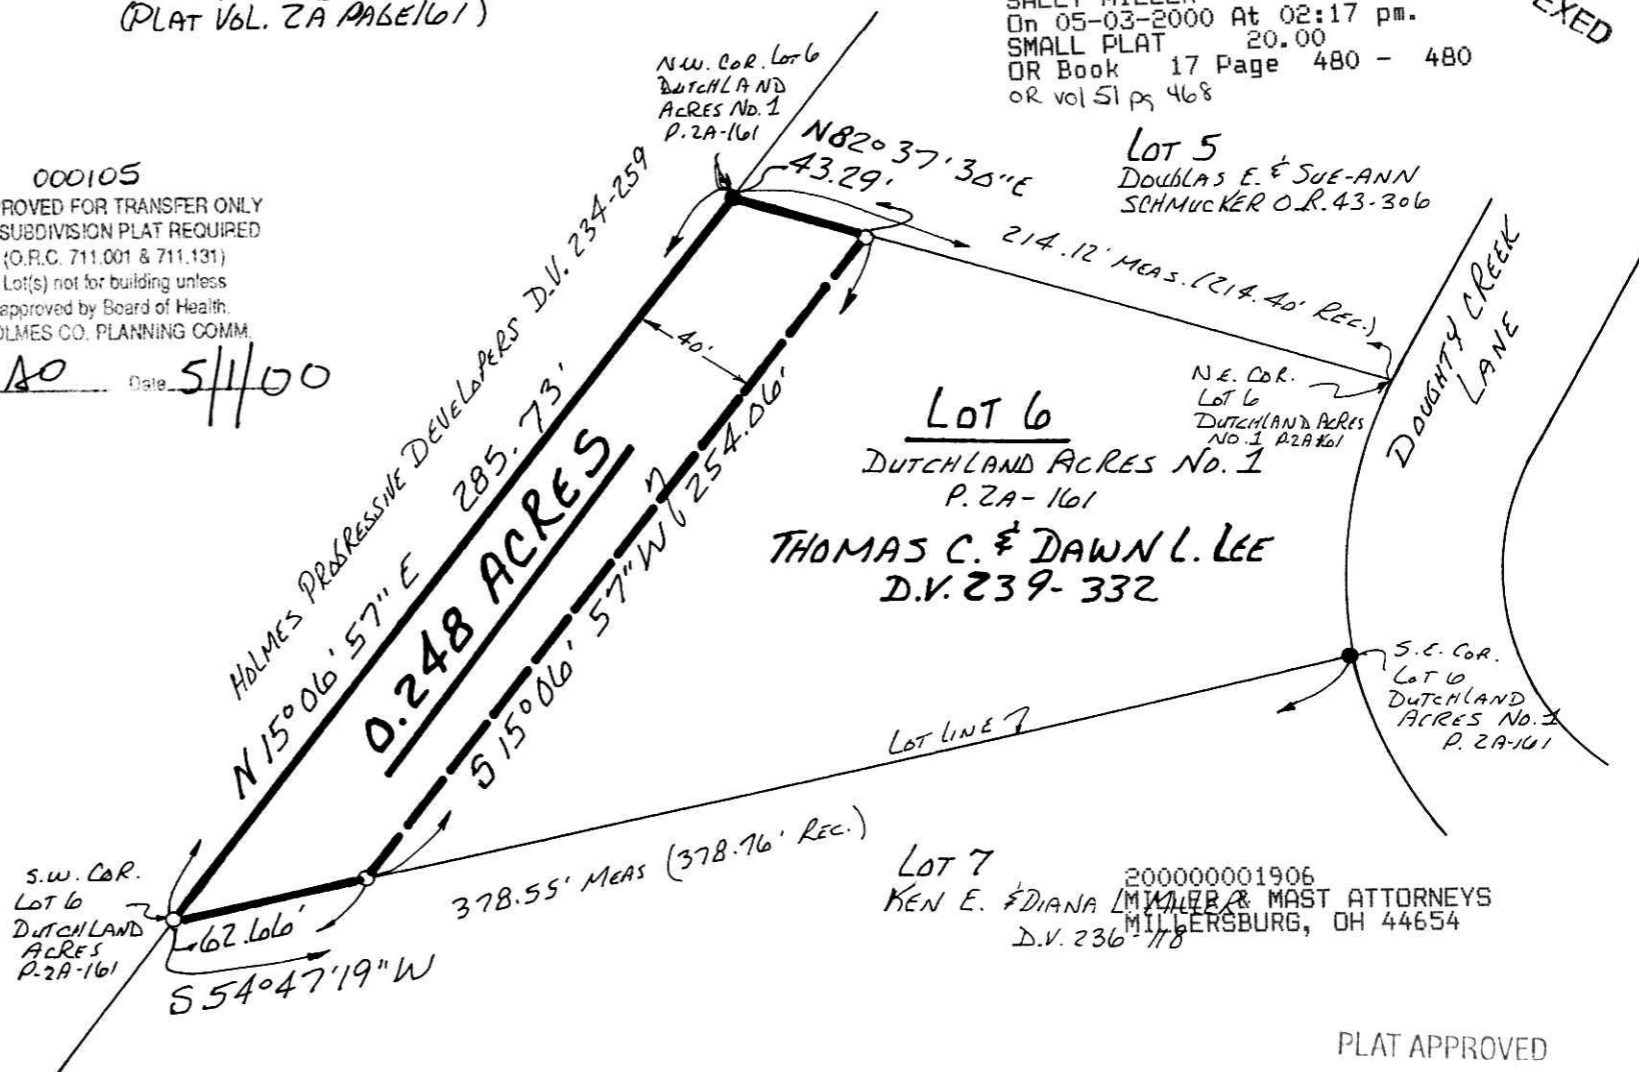 (PLAT VOL. 2A PAGE 161)
On 05-03-2000 At 02:17 pm.
SMALL PLAT 20.00
OR Book 17 Page 480 - 480
OR vol 51 pg 468
N.W. COR. LOT 6
DUTCHLAND
ACRES NO. 1
P. 2A-161
N82° 37' 30" E
43.29'
LOT 5
DOUGLAS E. & SUE-ANN
SCHMUCKER O.R. 43-306
000105
ROVED FOR TRANSFER ONLY
SUBDIVISION PLAT REQUIRED
(O.R.C. 711.001 & 711.131)
Lot(s) not for building unless
approved by Board of Health.
OLMES CO. PLANNING COMM.
Date 5/1/00
HOLMES PROGRESSIVE DEVELOPERS D.V. 234-259
214.12' MEAS. (214.40' REC.)
DOUGHTY CREEK
LANE
40'
N.E. COR.
LOT 6
DUTCHLAND ACRES
NO. 1 P.2A-161
N 15° 06' 57" E 285.73'
0.248 ACRES
S 15° 06' 57" W 254.06'
LOT 6
DUTCHLAND ACRES NO. 1
P. 2A-161
THOMAS C. & DAWN L. LEE
D.V. 239-332
S.E. COR.
LOT 6
DUTCHLAND
ACRES NO. 1
P. 2A-161
LOT LINE
378.55' MEAS (378.76' REC.)
S.W. COR.
LOT 6
DUTCHLAND
ACRES
P-2A-161
62.66'
S 54° 47' 19" W
LOT 7
KEN E. & DIANA L. MILLER
D.V. 236-118
200000001906
MILLER & MAST ATTORNEYS
MILLERSBURG, OH 44654
PLAT APPROVED